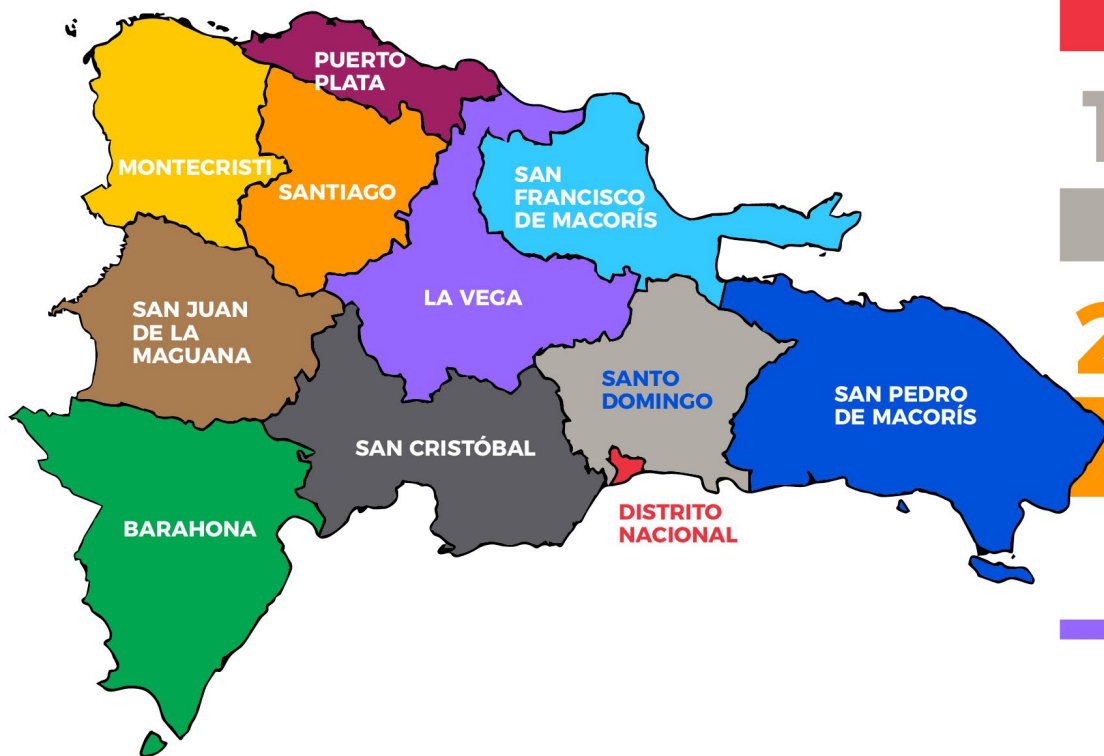 PUERTO
PLATA
MONTECRISTI
SANTIAGO
SAN
FRANCISCO
DE MACORÍS
SAN JUAN
DE LA
MAGUANA
LA VEGA
SANTO
DOMINGO
SAN PEDRO
DE MACORÍS
SAN CRISTÓBAL
DISTRITO
NACIONAL
BARAHONA